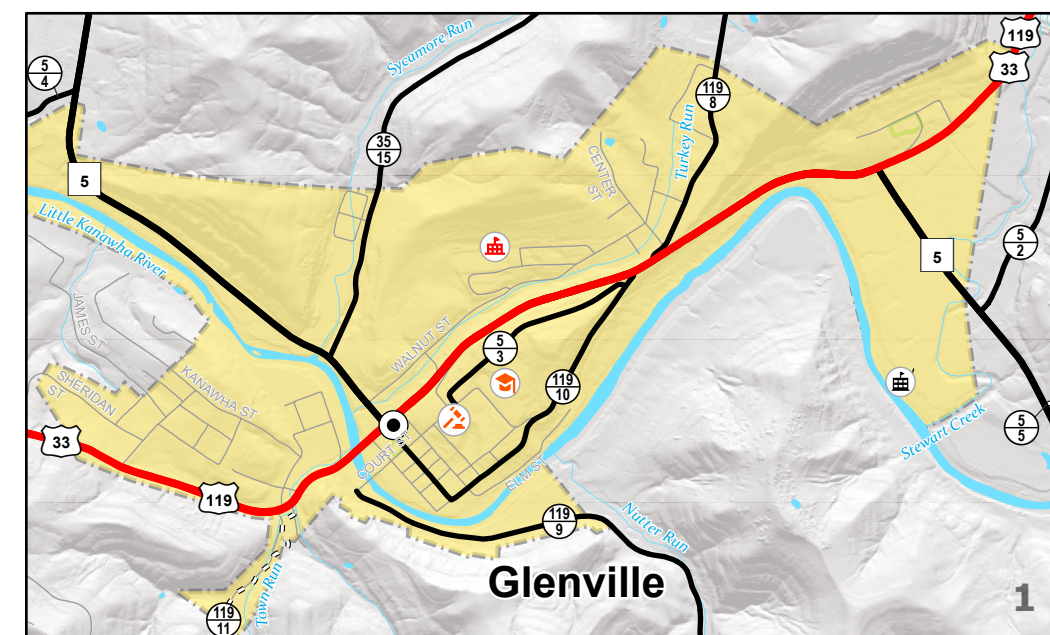 119
33
5
4
Sycamore Run
119
8
35
15
Turkey Run
CENTER
ST
5
Little Kanawha River
5
2
5
JAMES ST
WALNUT ST
5
3
SHERIDAN
ST
KANAWHA ST
119
10
33
COURT ST
Stewart Creek
5
5
ELM ST
119
119
9
Nutter Run
Town Run
Glenville
119
11
1